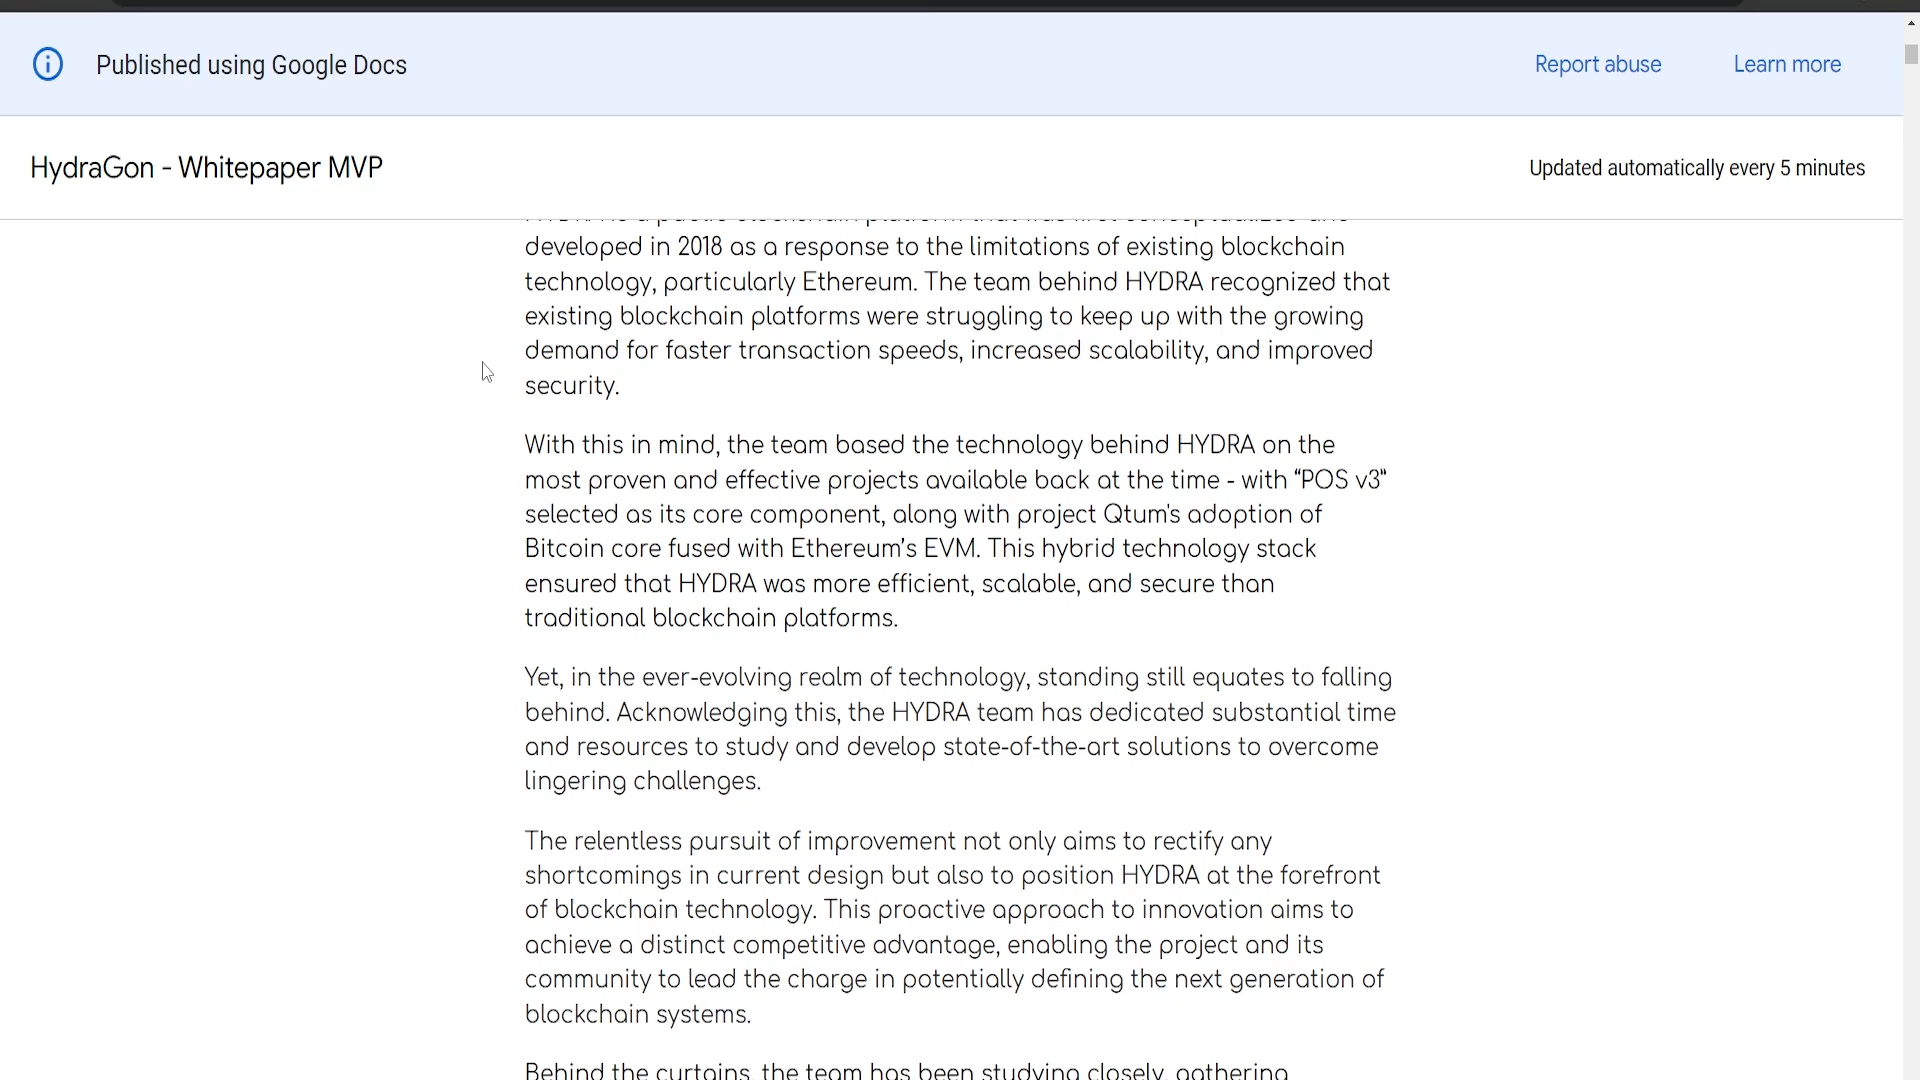 Published using Google Docs
Report abuse
Learn more
HydraGon - Whitepaper MVP
Updated automatically every 5 minutes
HYDRA is a public blockchain platform that was first conceptualized and
developed in 2018 as a response to the limitations of existing blockchain
technology, particularly Ethereum. The team behind HYDRA recognized that
existing blockchain platforms were struggling to keep up with the growing
demand for faster transaction speeds, increased scalability, and improved
security.
With this in mind, the team based the technology behind HYDRA on the
most proven and effective projects available back at the time - with “POS v3”
selected as its core component, along with project Qtum's adoption of
Bitcoin core fused with Ethereum’s EVM. This hybrid technology stack
ensured that HYDRA was more efficient, scalable, and secure than
traditional blockchain platforms.
Yet, in the ever-evolving realm of technology, standing still equates to falling
behind. Acknowledging this, the HYDRA team has dedicated substantial time
and resources to study and develop state-of-the-art solutions to overcome
lingering challenges.
The relentless pursuit of improvement not only aims to rectify any
shortcomings in current design but also to position HYDRA at the forefront
of blockchain technology. This proactive approach to innovation aims to
achieve a distinct competitive advantage, enabling the project and its
community to lead the charge in potentially defining the next generation of
blockchain systems.
Behind the curtains, the team has been studying closely, gathering